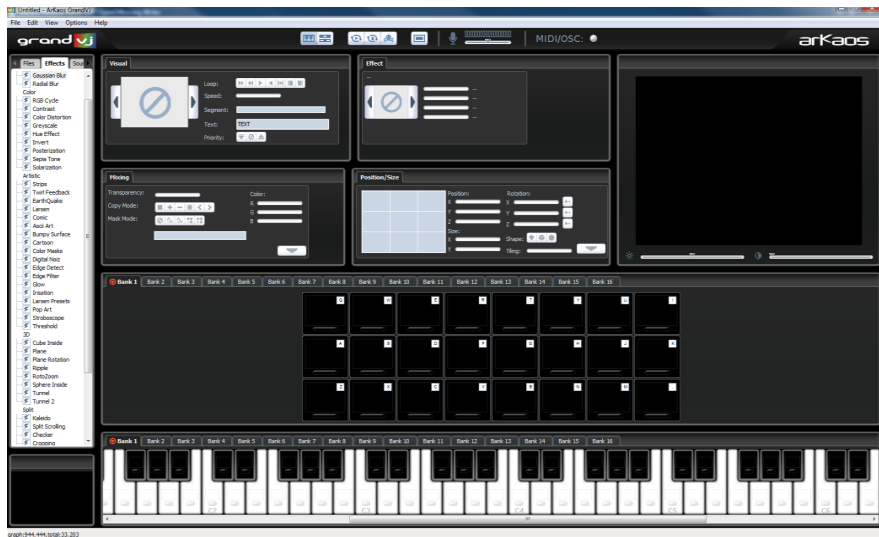 Untitled - ArKaos GrandVJ
File Edit View Options Help
grand vj
MIDI/OSC:
arKaos
Files Effects Sour
Gaussian Blur
Radial Blur
Color
RGB Cycle
Contrast
Color Distortion
Greyscale
Hue Effect
Invert
Posterization
Sepia Tone
Solarization
Artistic
Strips
Twirl Feedback
EarthQuake
Larsen
Comic
Ascii Art
Bumpy Surface
Cartoon
Color Masks
Digital Noiz
Edge Detect
Edge Filter
Glow
Irisation
Larsen Presets
Pop Art
Stroboscope
Threshold
3D
Cube Inside
Plane
Plane Rotation
Ripple
RotoZoom
Sphere Inside
Tunnel
Tunnel 2
Split
Kaleido
Split Scrolling
Checker
Cropping
Visual
Loop:
Speed:
Segment:
Text: TEXT
Priority:
Effect
Mixing
Transparency:
Copy Mode:
Mask Mode:
Color:
R
G
B
Position/Size
Position:
X
Y
Z
Size:
X
Y
Rotation:
X
Y
Z
Shape:
Tiling:
Bank 1 Bank 2 Bank 3 Bank 4 Bank 5 Bank 6 Bank 7 Bank 8 Bank 9 Bank 10 Bank 11 Bank 12 Bank 13 Bank 14 Bank 15 Bank 16
Q W E R T Y U I
A S D F G H J K
Z X C V B N M
Bank 1 Bank 2 Bank 3 Bank 4 Bank 5 Bank 6 Bank 7 Bank 8 Bank 9 Bank 10 Bank 11 Bank 12 Bank 13 Bank 14 Bank 15 Bank 16
C2 C3 C4 C5 C6
graph:944.444,total:33.283